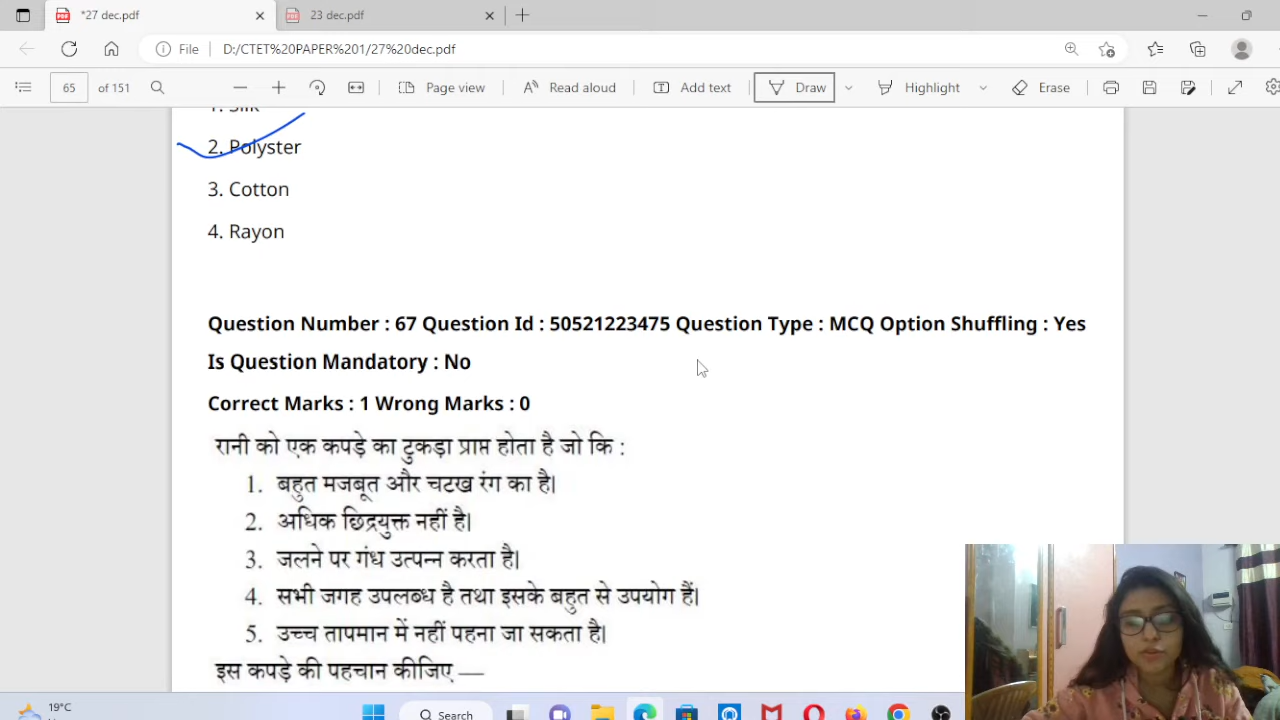 *27 dec.pdf
23 dec.pdf
File D:/CTET%20PAPER%201/27%20dec.pdf
65 of 151 Page view Read aloud Add text Draw Highlight Erase
1. Silk
2. Polyster
3. Cotton
4. Rayon
Question Number : 67 Question Id : 50521223475 Question Type : MCQ Option Shuffling : Yes
Is Question Mandatory : No
Correct Marks : 1 Wrong Marks : 0
रानी को एक कपड़े का टुकड़ा प्राप्त होता है जो कि :
1. बहुत मजबूत और चटख रंग का है।
2. अधिक छिद्रयुक्त नहीं है।
3. जलने पर गंध उत्पन्न करता है।
4. सभी जगह उपलब्ध है तथा इसके बहुत से उपयोग हैं।
5. उच्च तापमान में नहीं पहना जा सकता है।
इस कपड़े की पहचान कीजिए —
19°C
Search